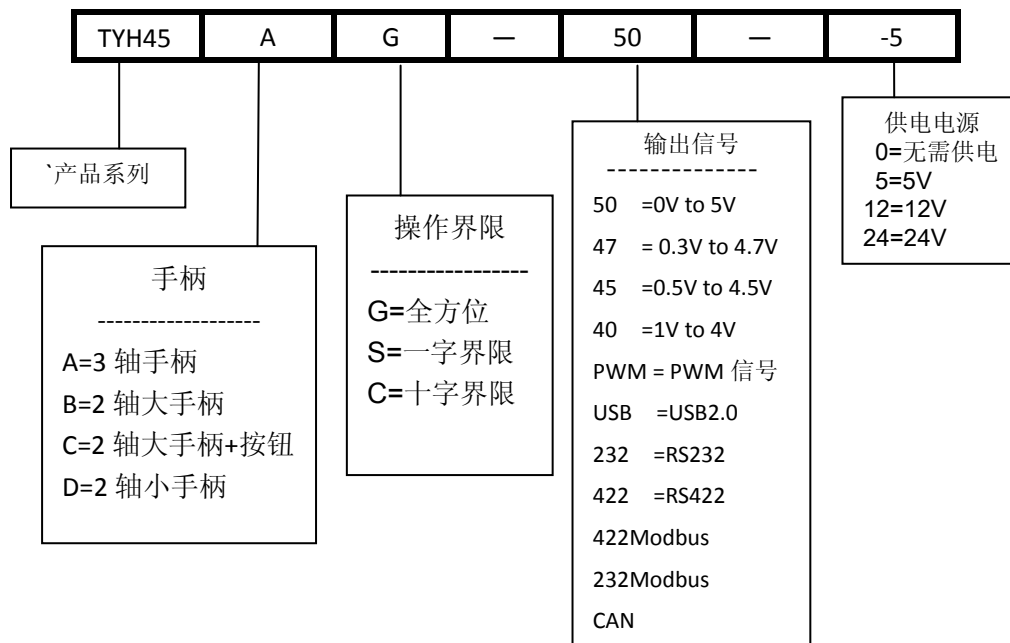 TYH45 A G — 50 — -5
`产品系列
手柄
-------------------
A=3 轴手柄
B=2 轴大手柄
C=2 轴大手柄+按钮
D=2 轴小手柄
操作界限
-----------------
G=全方位
S=一字界限
C=十字界限
输出信号
--------------
50 =0V to 5V
47 = 0.3V to 4.7V
45 =0.5V to 4.5V
40 =1V to 4V
PWM = PWM 信号
USB =USB2.0
232 =RS232
422 =RS422
422Modbus
232Modbus
CAN
供电电源
0=无需供电
5=5V
12=12V
24=24V